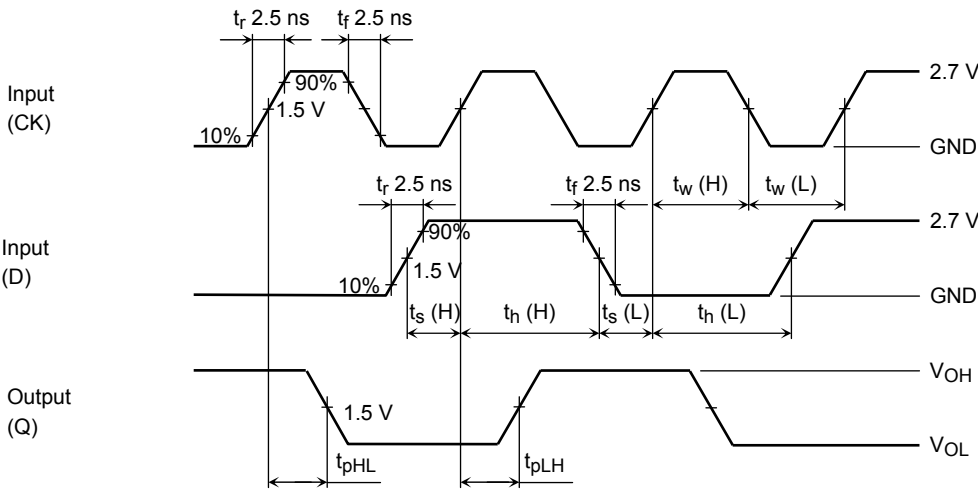 tr 2.5 ns
tf 2.5 ns
Input
(CK)
90%
1.5 V
10%
2.7 V
GND
tw (H)
tw (L)
Input
(D)
tr 2.5 ns
tf 2.5 ns
90%
1.5 V
10%
2.7 V
GND
ts (H)
th (H)
ts (L)
th (L)
Output
(Q)
1.5 V
VOH
VOL
tpHL
tpLH